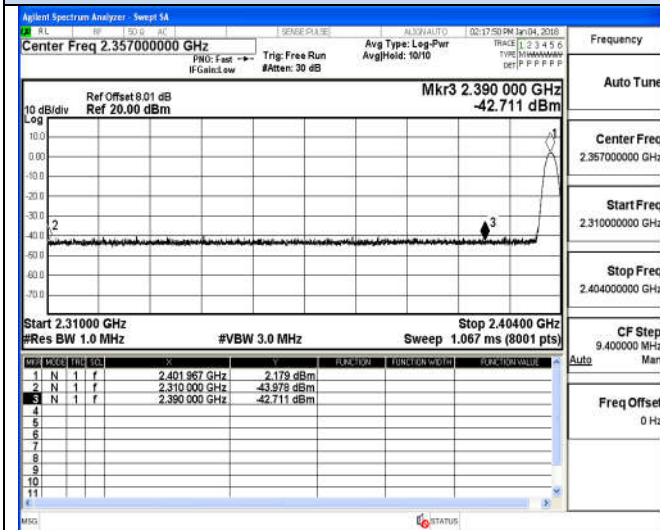 Agilent Spectrum Analyzer - Swept SA
RL RF 50 Ω AC SENSE:PULSE ALIGN AUTO 02:17:50 PM Jan 04, 2018
Center Freq 2.357000000 GHz
PNO: Fast
IFGain:Low
Trig: Free Run
#Atten: 30 dB
Avg Type: Log-Pwr
Avg|Hold: 10/10
TRACE 1 2 3 4 5 6
TYPE
DET P P P P P P
Mkr3 2.390 000 GHz
-42.711 dBm
Ref Offset 8.01 dB
10 dB/div Ref 20.00 dBm
Log
10.0
0.00
-10.0
-20.0
-30.0
-40.0
-50.0
-60.0
-70.0
1
2
3
Start 2.31000 GHz Stop 2.40400 GHz
#Res BW 1.0 MHz #VBW 3.0 MHz Sweep 1.067 ms (8001 pts)
MKR MODE TRC SCL X Y FUNCTION FUNCTION WIDTH FUNCTION VALUE
1 N 1 f 2.401 967 GHz 2.179 dBm
2 N 1 f 2.310 000 GHz -43.978 dBm
3 N 1 f 2.390 000 GHz -42.711 dBm
4
5
6
7
8
9
10
11
MSG STATUS
Frequency
Auto Tune
Center Freq
2.357000000 GHz
Start Freq
2.310000000 GHz
Stop Freq
2.404000000 GHz
CF Step
9.400000 MHz
Auto Man
Freq Offset
0 Hz